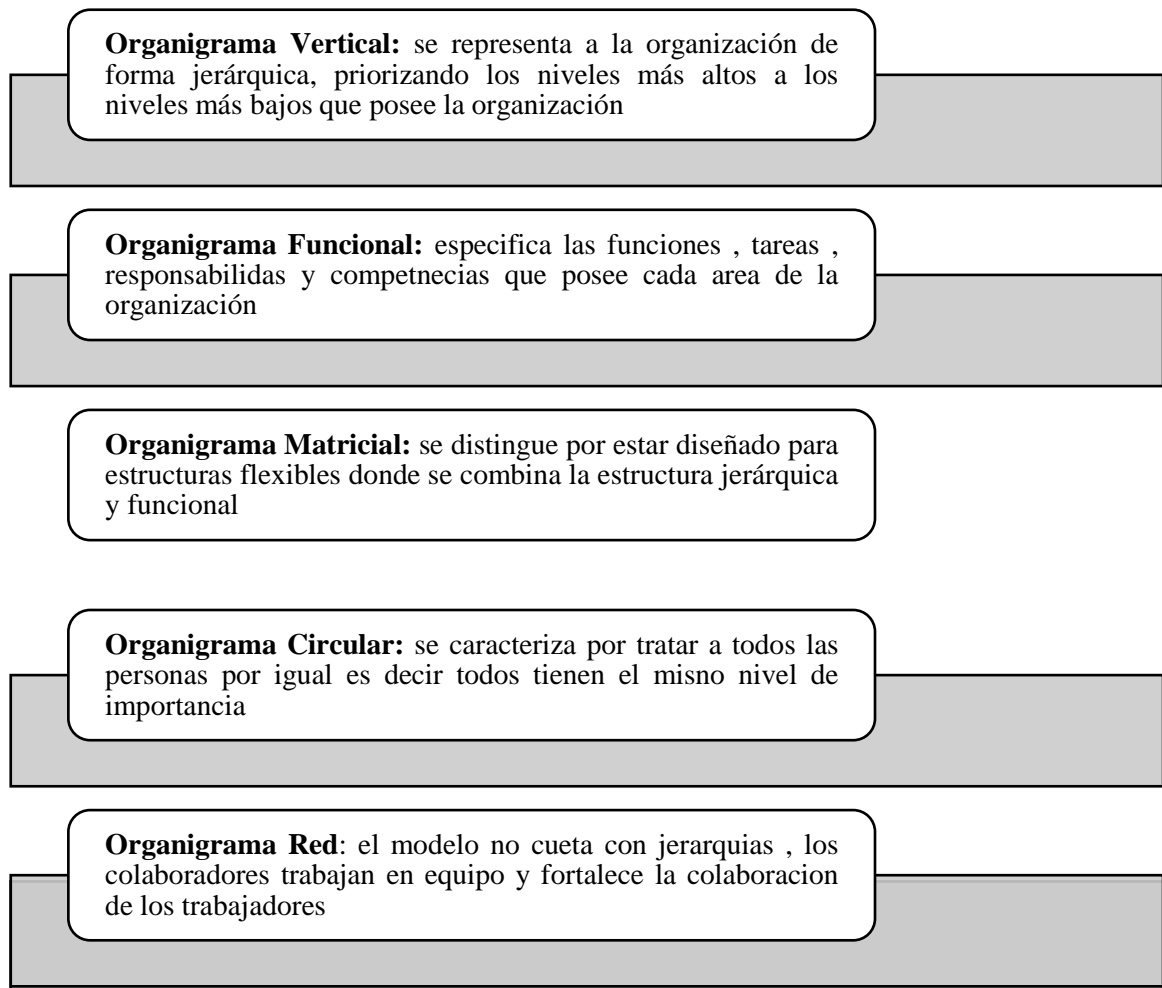 Organigrama Vertical: se representa a la organización de
forma jerárquica, priorizando los niveles más altos a los
niveles más bajos que posee la organización
Organigrama Funcional: especifica las funciones , tareas ,
responsabilidas y competnecias que posee cada area de la
organización
Organigrama Matricial: se distingue por estar diseñado para
estructuras flexibles donde se combina la estructura jerárquica
y funcional
Organigrama Circular: se caracteriza por tratar a todos las
personas por igual es decir todos tienen el misno nivel de
importancia
Organigrama Red: el modelo no cueta con jerarquias , los
colaboradores trabajan en equipo y fortalece la colaboracion
de los trabajadores